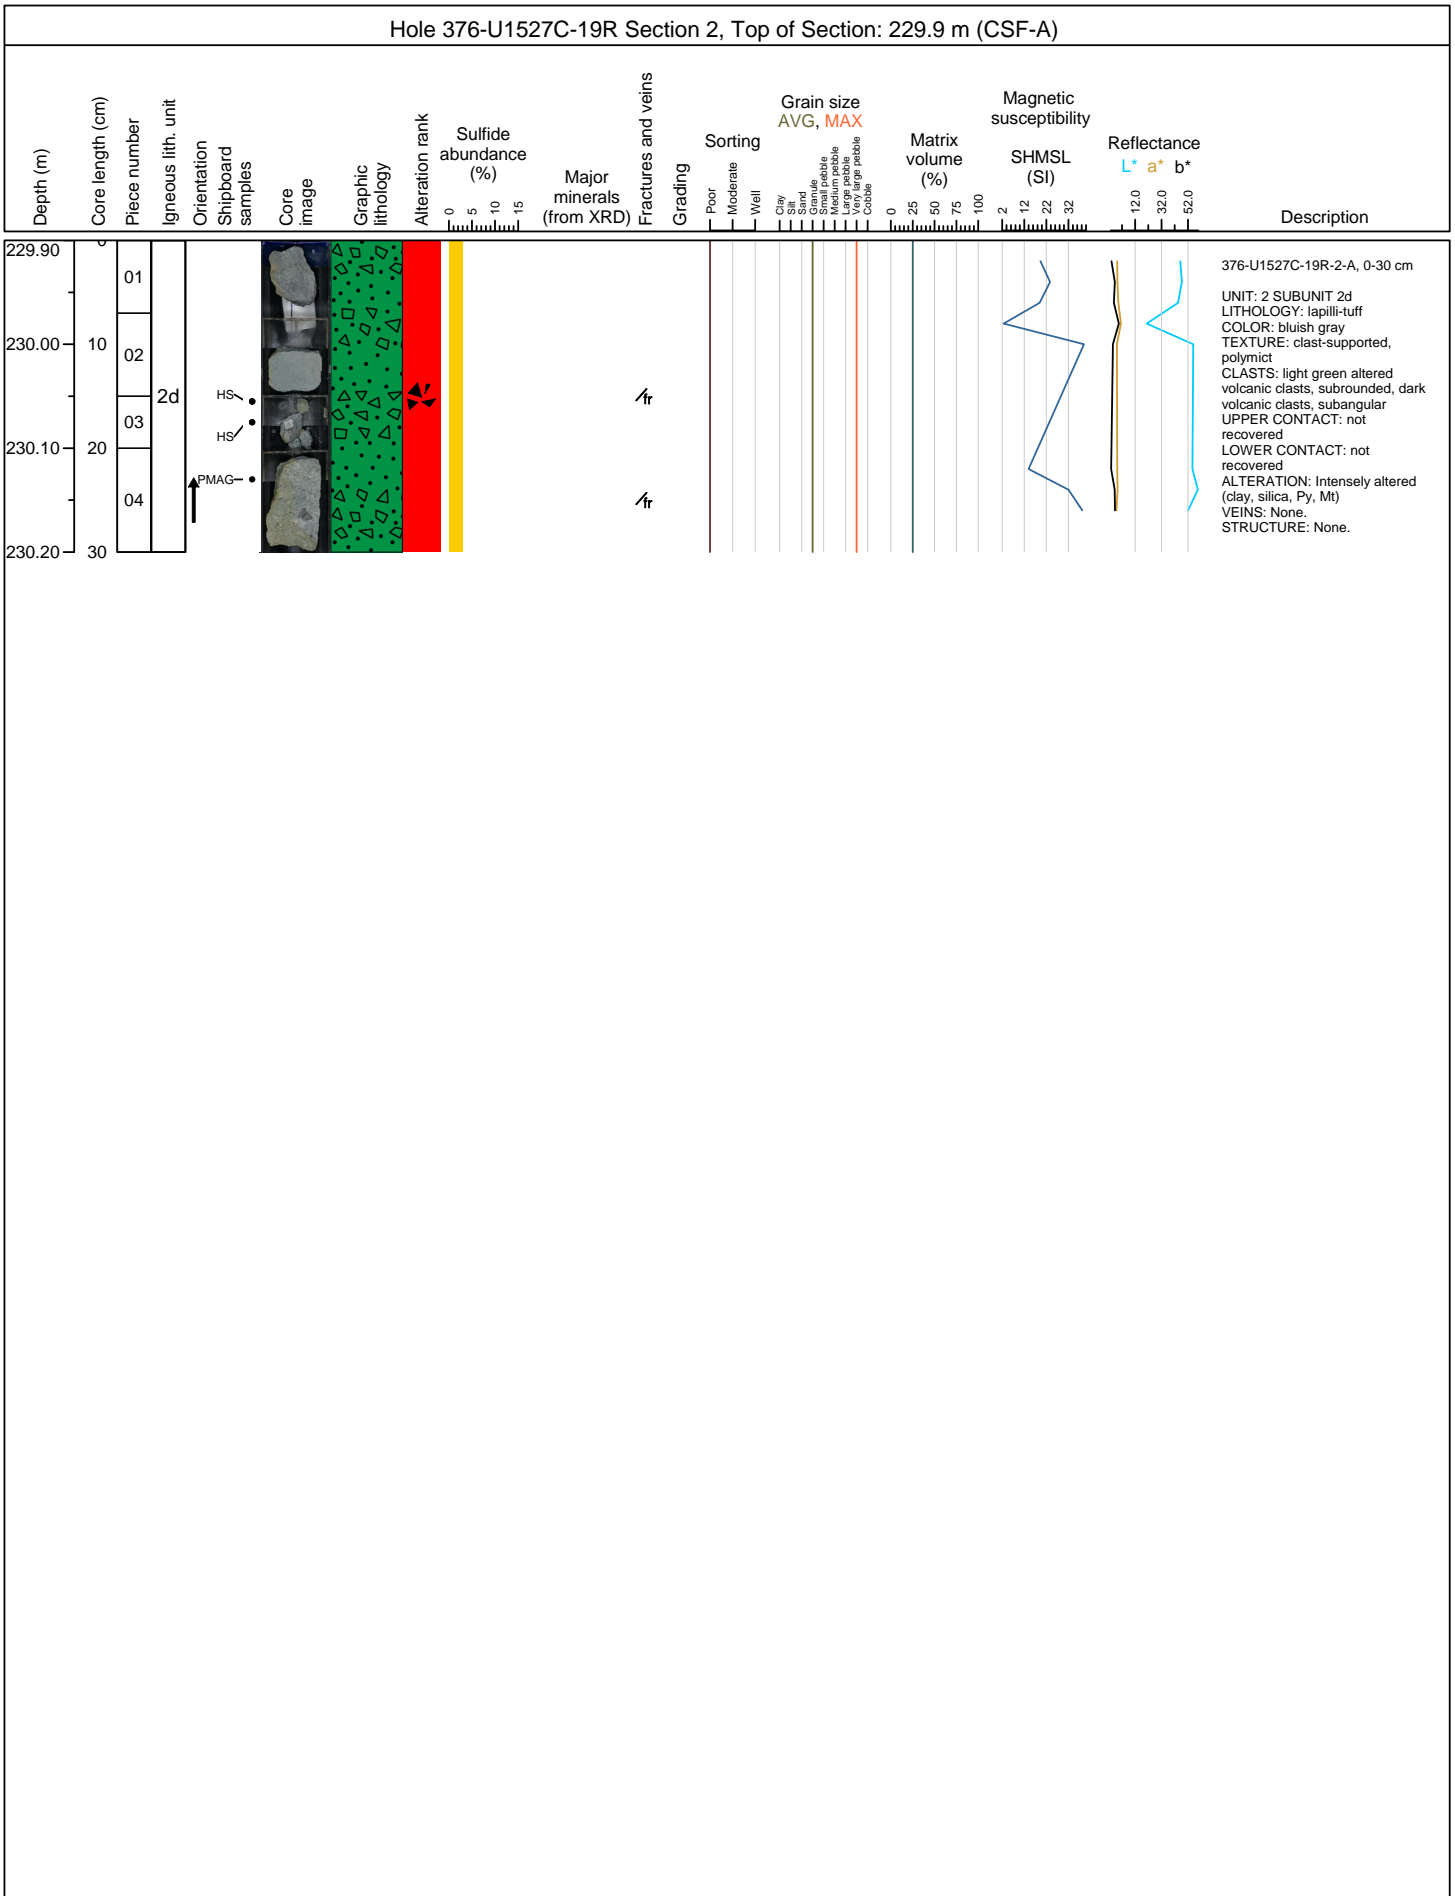 Hole 376-U1527C-19R Section 2, Top of Section: 229.9 m (CSF-A)
Depth (m)
Core length (cm)
Piece number
Igneous lith. unit
Orientation
Shipboard
samples
Core
image
Graphic
lithology
Alteration rank
Sulfide
abundance
(%)
0 5 10 15
Major
minerals
(from XRD)
Fractures and veins
Grading
Sorting
Poor
Moderate
Well
Grain size
AVG, MAX
Clay
Silt
Sand
Granule
Small pebble
Medium pebble
Large pebble
Very large pebble
Cobble
Matrix
volume
(%)
0 25 50 75 100
Magnetic
susceptibility
SHMSL
(SI)
2 12 22 32
Reflectance
L* a* b*
12.0 32.0 52.0
Description
229.90
230.00
230.10
230.20
0
10
20
30
01
02
03
04
2d
HS
HS
PMAG
fr
fr
376-U1527C-19R-2-A, 0-30 cm
UNIT: 2 SUBUNIT 2d
LITHOLOGY: lapilli-tuff
COLOR: bluish gray
TEXTURE: clast-supported,
polymict
CLASTS: light green altered
volcanic clasts, subrounded, dark
volcanic clasts, subangular
UPPER CONTACT: not
recovered
LOWER CONTACT: not
recovered
ALTERATION: Intensely altered
(clay, silica, Py, Mt)
VEINS: None.
STRUCTURE: None.